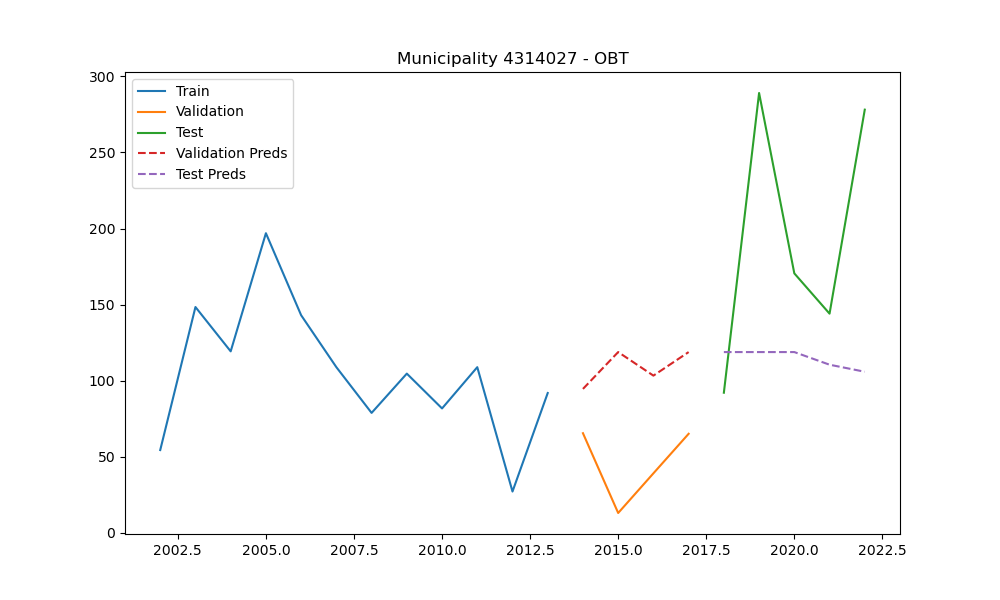 Municipality 4314027 - OBT
Train
Validation
Test
Validation Preds
Test Preds
300
250
200
150
100
50
0
2002.5 2005.0 2007.5 2010.0 2012.5 2015.0 2017.5 2020.0 2022.5